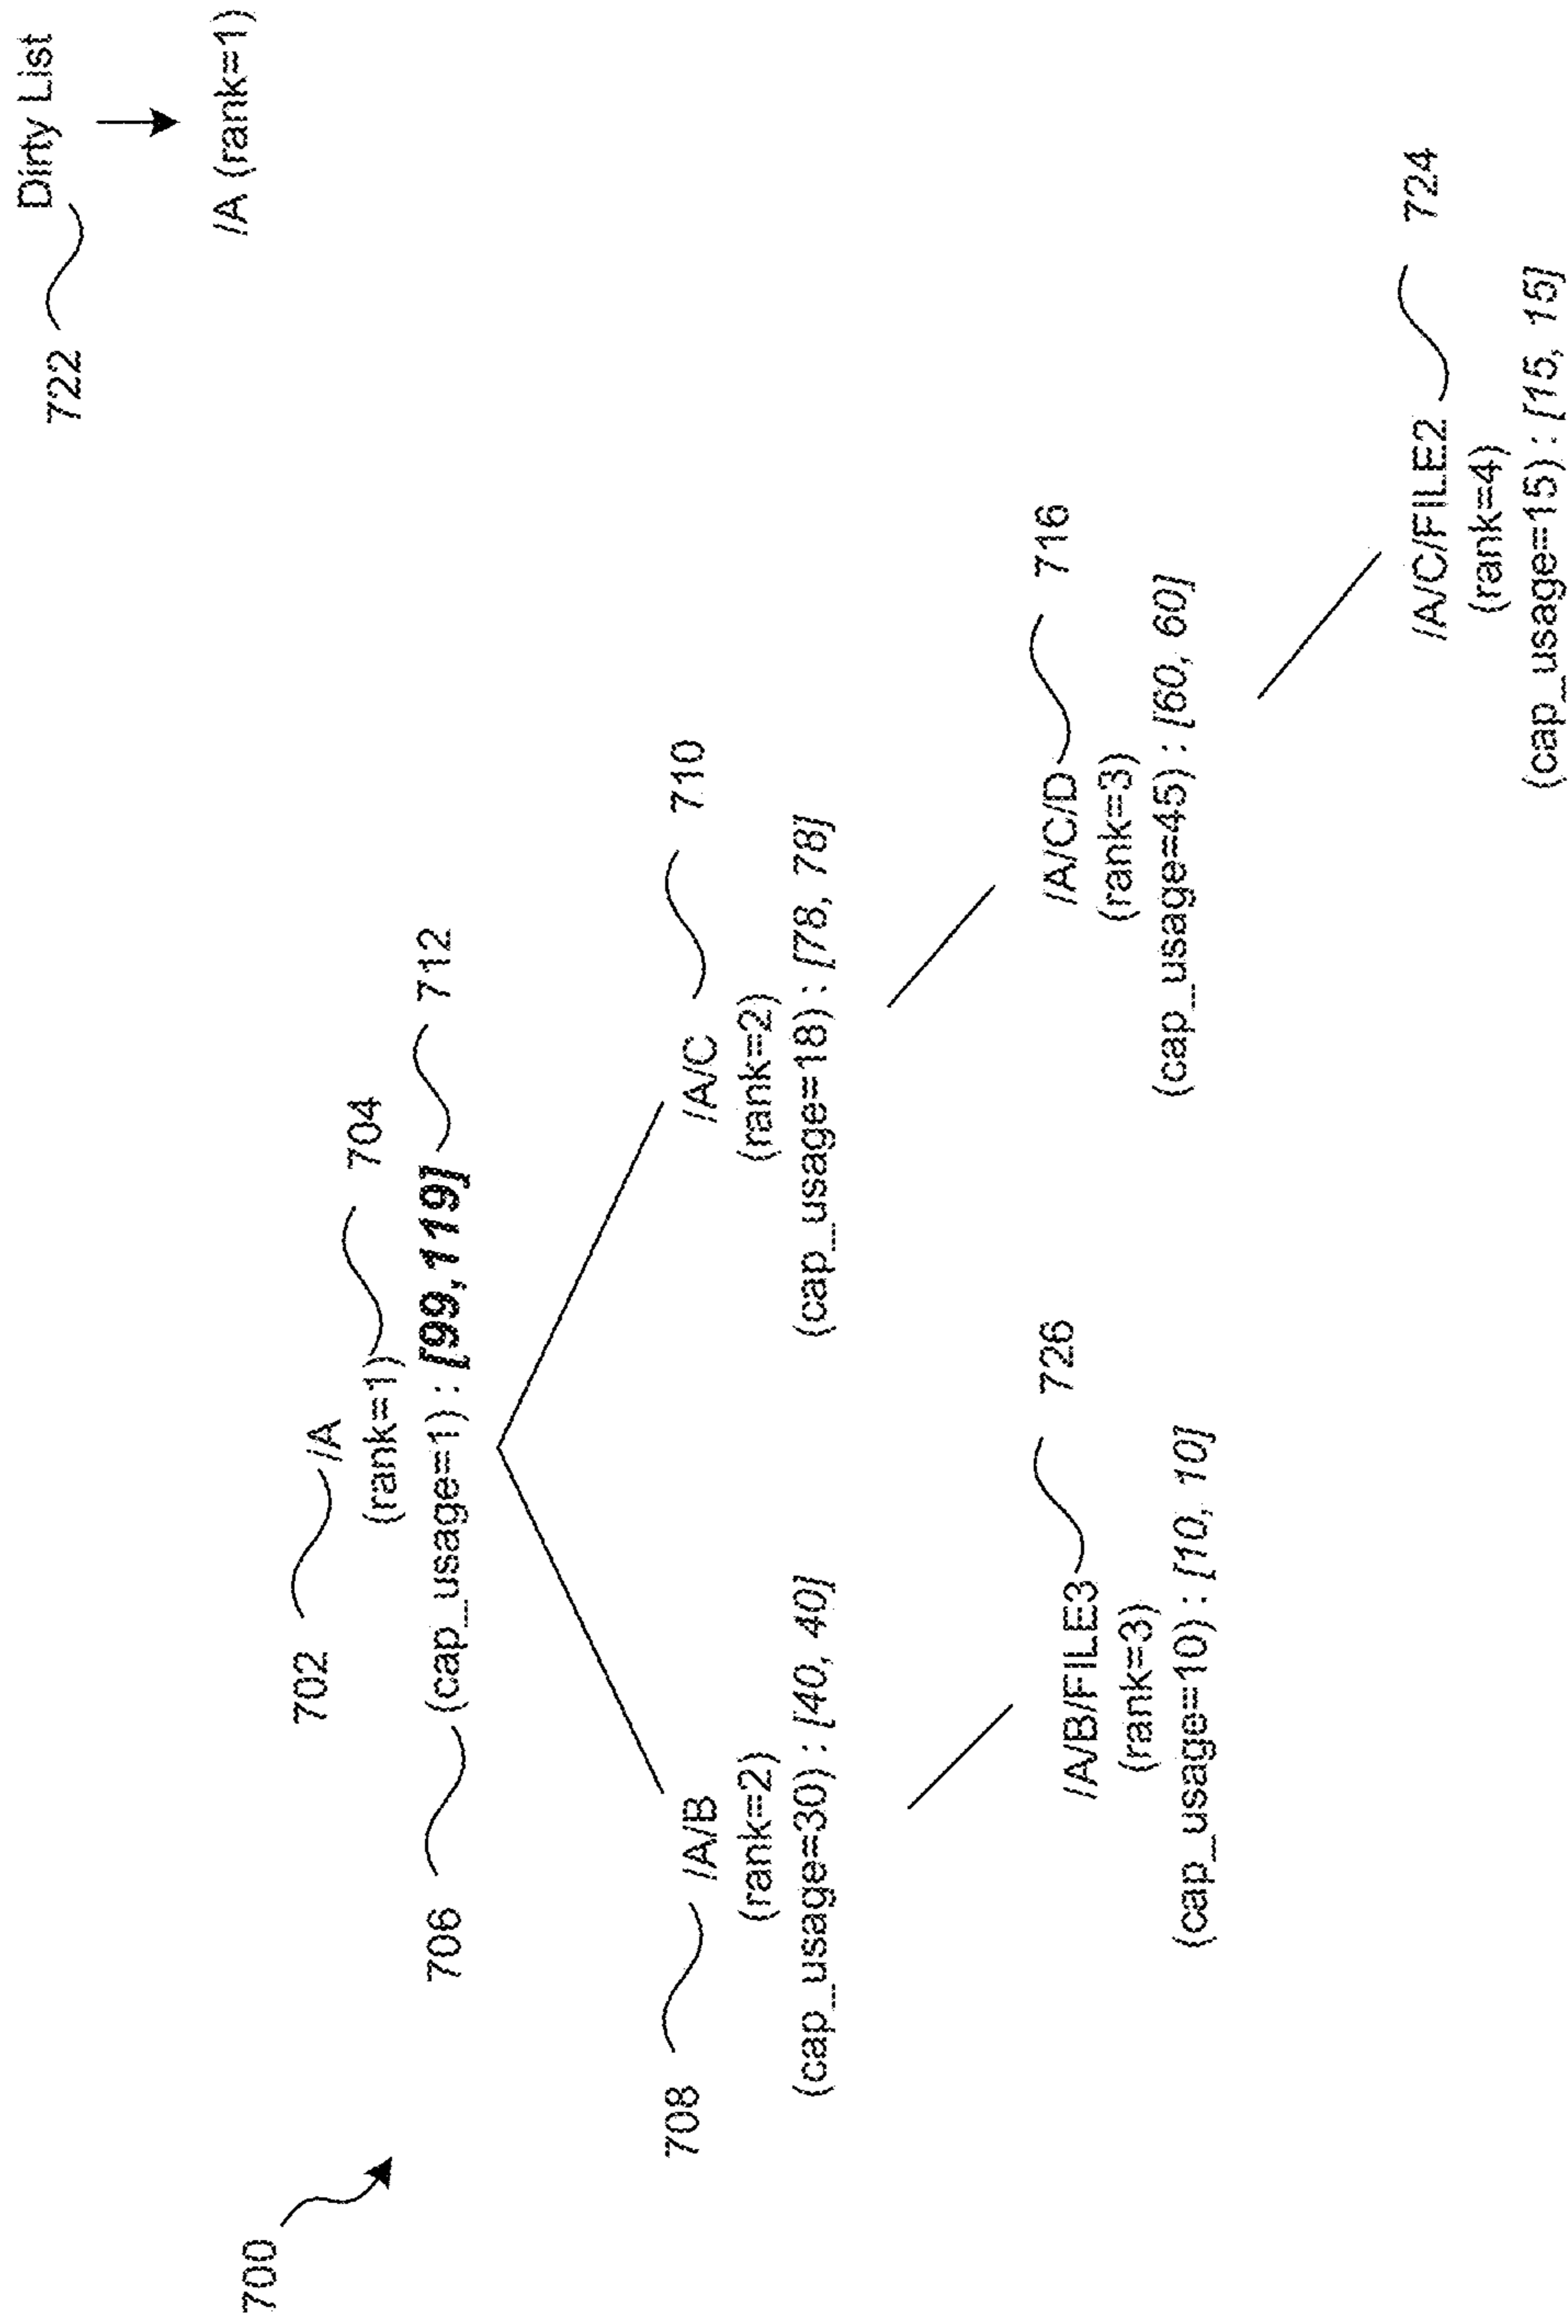 Dirty List
722
/A (rank=1)
700
702
/A
(rank=1)
704
706
(cap_usage=1) : [99,119]
712
708
/A/B
(rank=2)
(cap_usage=30) : [40, 40]
/A/C
710
(rank=2)
(cap_usage=18) : [78, 78]
/A/B/FILE3
726
(rank=3)
(cap_usage=10) : [10, 10]
/A/C/D
716
(rank=3)
(cap_usage=45) : [60, 60]
/A/C/FILE2
724
(rank=4)
(cap_usage=15) : [15, 15]